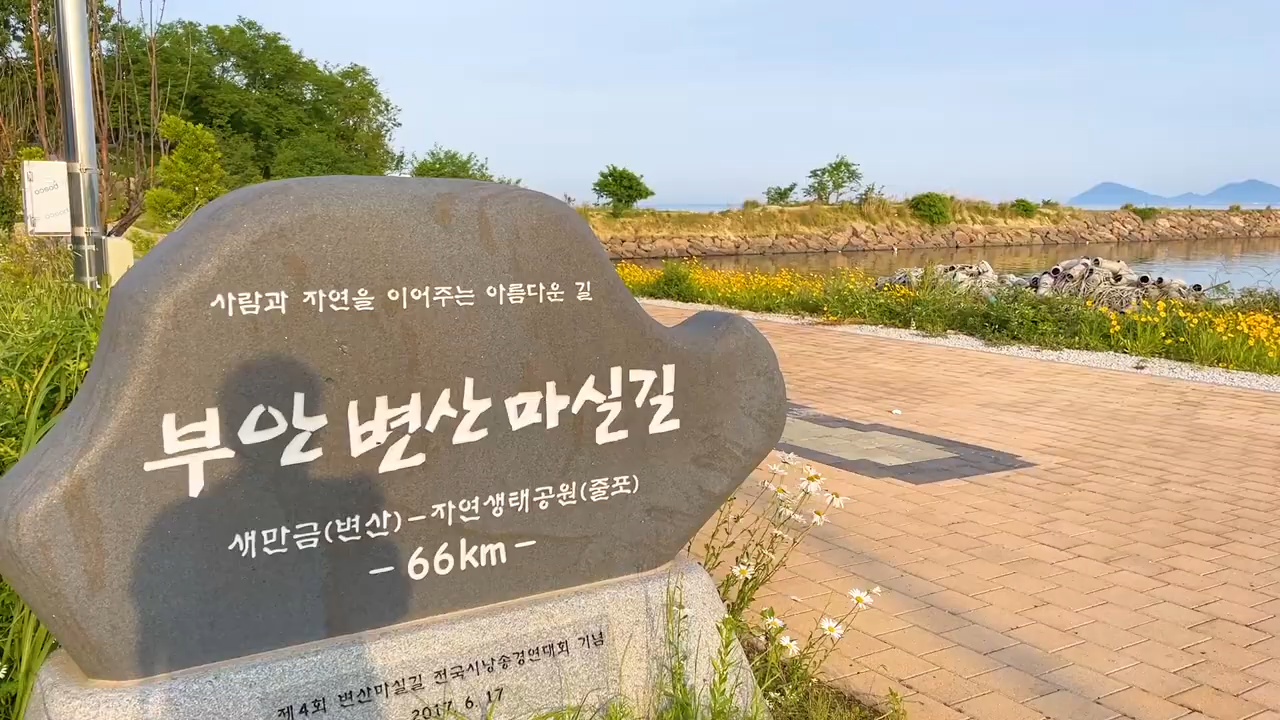 사람과 자연을 이어주는 아름다운 길
부안 변산 마실길
새만금(변산)-자연생태공원(줄포)
- 66km -
제4회 변산마실길 전국시낭송경연대회 기념
2017. 6. 17